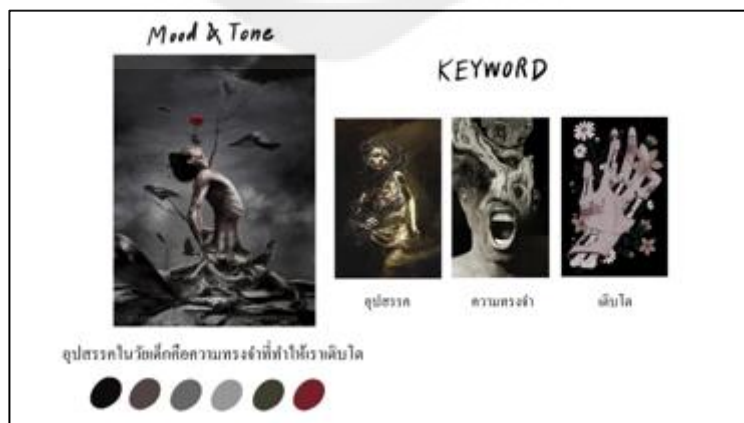 Mood & Tone
KEYWORD
อุปสรรค
ความทรงจำ
เติบโต
อุปสรรคในวัยเด็กคือความทรงจำที่ทำให้เราเติบโต